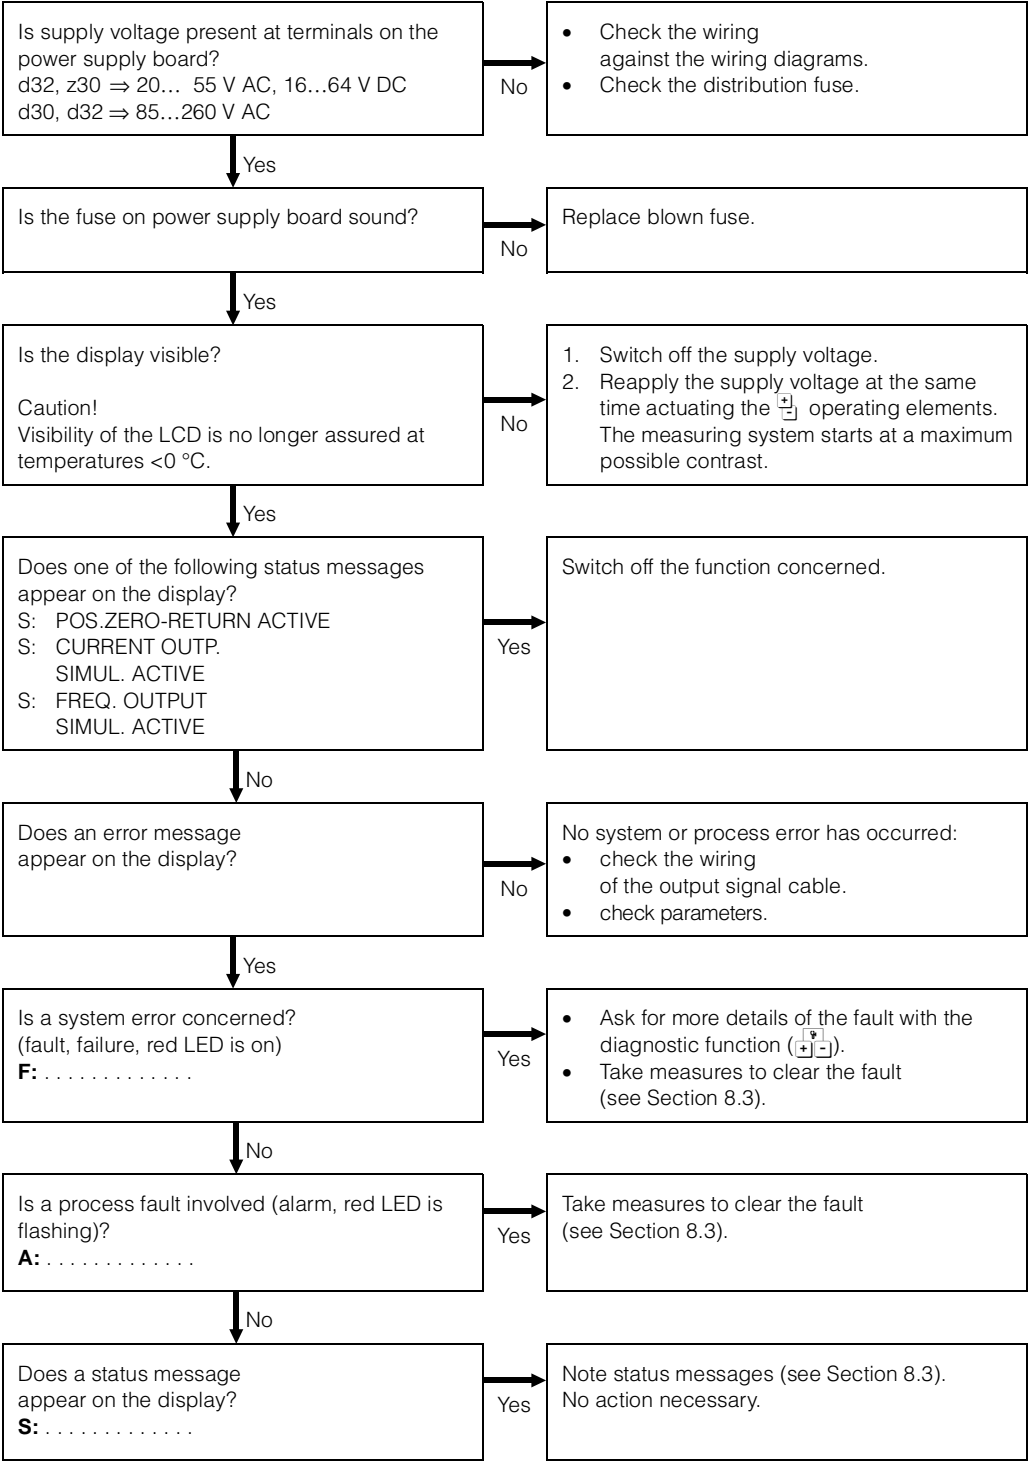 Is supply voltage present at terminals on the
power supply board?
d32, z30 ⇒ 20… 55 V AC, 16…64 V DC
d30, d32 ⇒ 85…260 V AC
No
• Check the wiring
against the wiring diagrams.
• Check the distribution fuse.
Yes
Is the fuse on power supply board sound?
No
Replace blown fuse.
Yes
Is the display visible?
Caution!
Visibility of the LCD is no longer assured at
temperatures <0 °C.
No
1. Switch off the supply voltage.
2. Reapply the supply voltage at the same
time actuating the + - operating elements.
The measuring system starts at a maximum
possible contrast.
Yes
Does one of the following status messages
appear on the display?
S: POS.ZERO-RETURN ACTIVE
S: CURRENT OUTP.
SIMUL. ACTIVE
S: FREQ. OUTPUT
SIMUL. ACTIVE
Yes
Switch off the function concerned.
No
Does an error message
appear on the display?
No
No system or process error has occurred:
• check the wiring
of the output signal cable.
• check parameters.
Yes
Is a system error concerned?
(fault, failure, red LED is on)
F: . . . . . . . . . . . . .
Yes
• Ask for more details of the fault with the
diagnostic function (+ -).
• Take measures to clear the fault
(see Section 8.3).
No
Is a process fault involved (alarm, red LED is
flashing)?
A: . . . . . . . . . . . . .
Yes
Take measures to clear the fault
(see Section 8.3).
No
Does a status message
appear on the display?
S: . . . . . . . . . . . . .
Yes
Note status messages (see Section 8.3).
No action necessary.